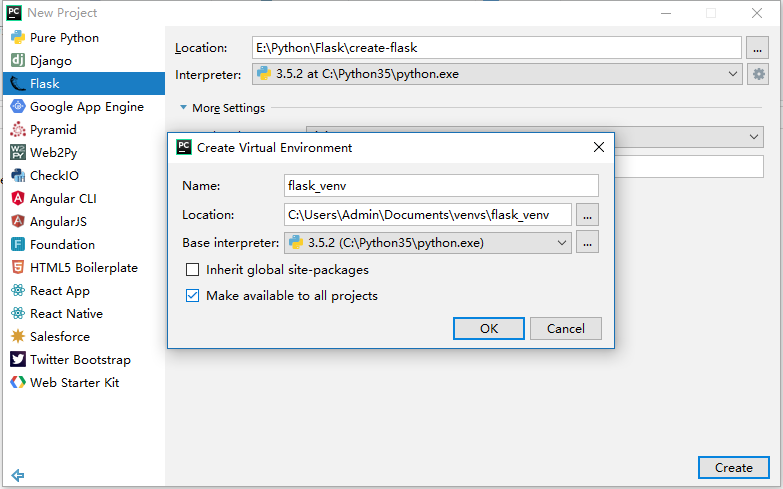 New Project
Pure Python
Django
Flask
Google App Engine
Pyramid
Web2Py
CheckIO
Angular CLI
AngularJS
Foundation
HTML5 Boilerplate
React App
React Native
Salesforce
Twitter Bootstrap
Web Starter Kit
Location: E:\Python\Flask\create-flask ...
Interpreter: 3.5.2 at C:\Python35\python.exe
More Settings
Create Virtual Environment
Name: flask_venv
Location: C:\Users\Admin\Documents\venvs\flask_venv ...
Base interpreter: 3.5.2 (C:\Python35\python.exe) ...
Inherit global site-packages
Make available to all projects
OK Cancel
Create